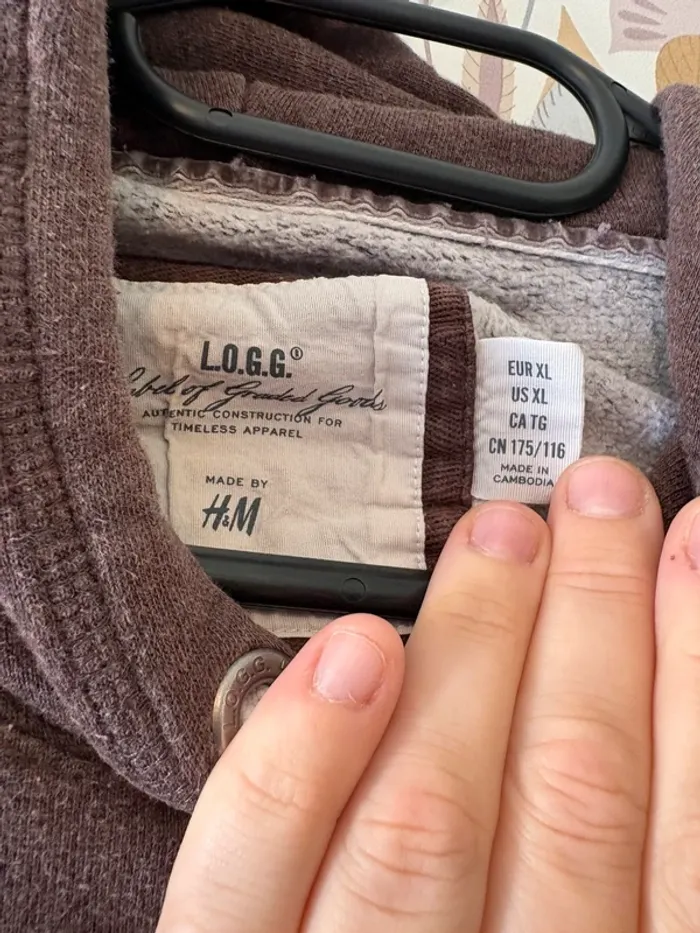 L.O.G.G.®
Label of Graded Goods
AUTHENTIC CONSTRUCTION FOR
TIMELESS APPAREL
MADE BY
H&M
EUR XL
US XL
CA TG
CN 175/116
MADE IN
CAMBODIA
L.O.G.G.